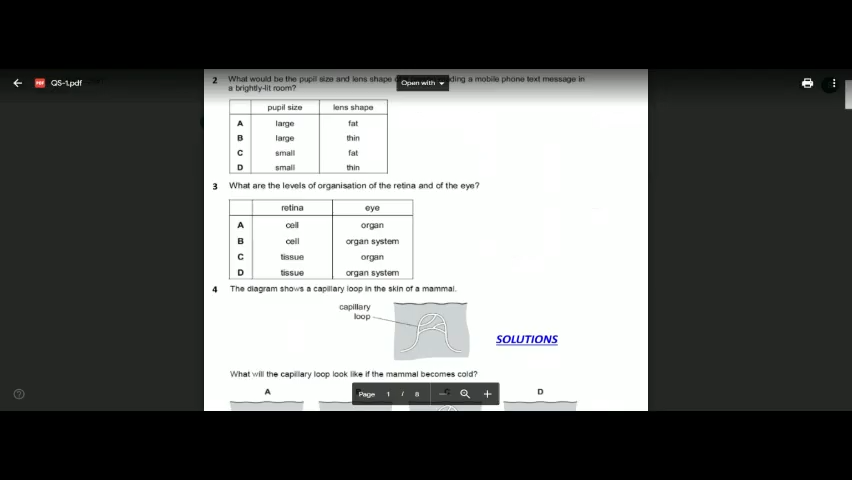 QS-1.pdf
Open with
2 What would be the pupil size and lens shape ding a mobile phone text message in
a brightly-lit room?
pupil size lens shape
A large fat
B large thin
C small fat
D small thin
3 What are the levels of organisation of the retina and of the eye?
retina eye
A cell organ
B cell organ system
C tissue organ
D tissue organ system
4 The diagram shows a capillary loop in the skin of a mammal.
capillary
loop
SOLUTIONS
What will the capillary loop look like if the mammal becomes cold?
A D
Page 1 / 8